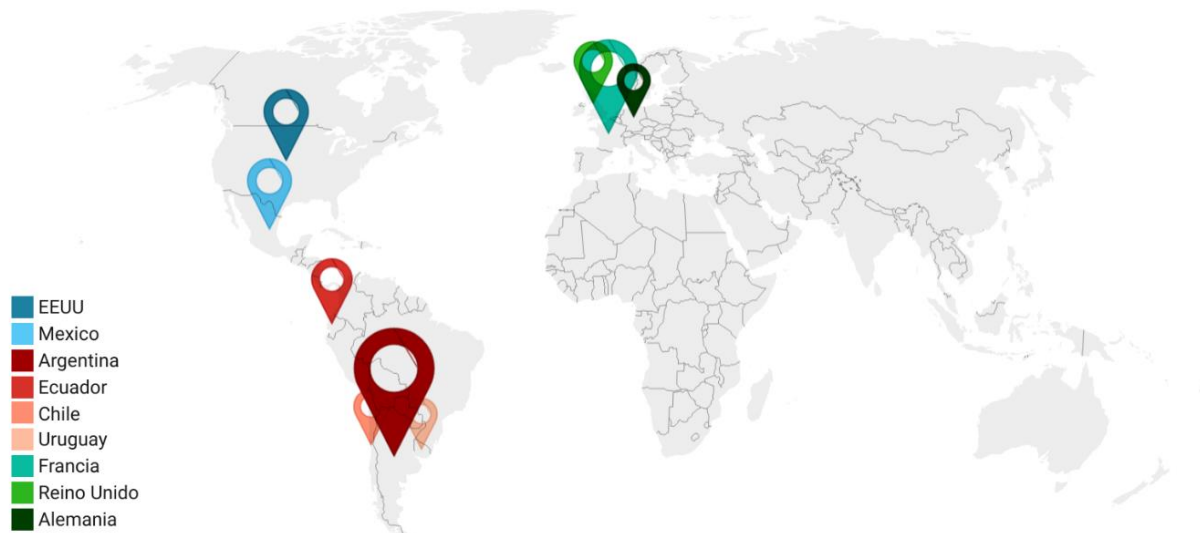 EEUU
Mexico
Argentina
Ecuador
Chile
Uruguay
Francia
Reino Unido
Alemania